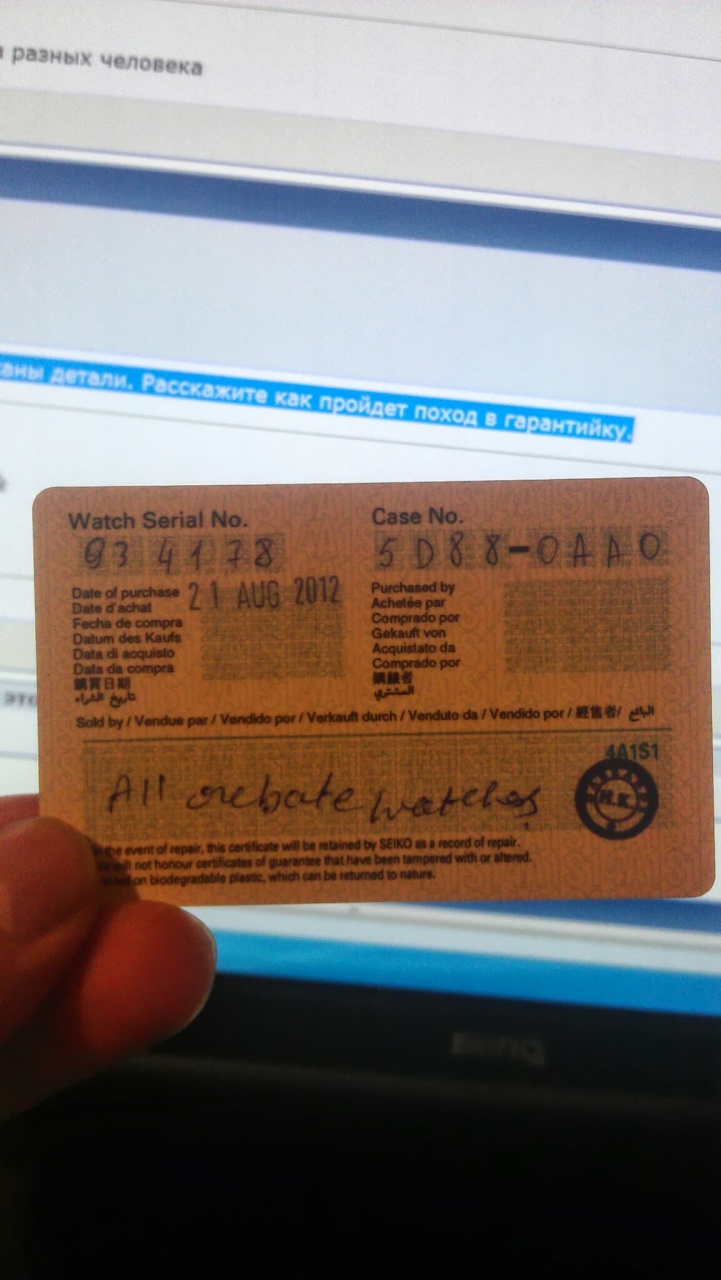 разных человека
детали. Расскажите как пройдет поход в гарантийку.
Watch Serial No.
934178
Case No.
5D88-0AA0
Date of purchase
21 AUG 2012
Date d'achat
Fecha de compra
Datum des Kaufs
Data di acquisto
Data da compra
購買日期
تاريخ الشراء
Purchased by
Achetée par
Comprado por
Gekauft von
Acquistato da
Comprado por
購錶者
المشتري
Sold by / Vendue par / Vendido por / Verkauft durch / Venduto da / Vendido por / 經售者/ البائع
4A1S1
All rebate watches
H.K.
the event of repair, this certificate will be retained by SEIKO as a record of repair.
will not honour certificates of guarantee that have been tampered with or altered.
on biodegradable plastic, which can be returned to nature.
BenQ